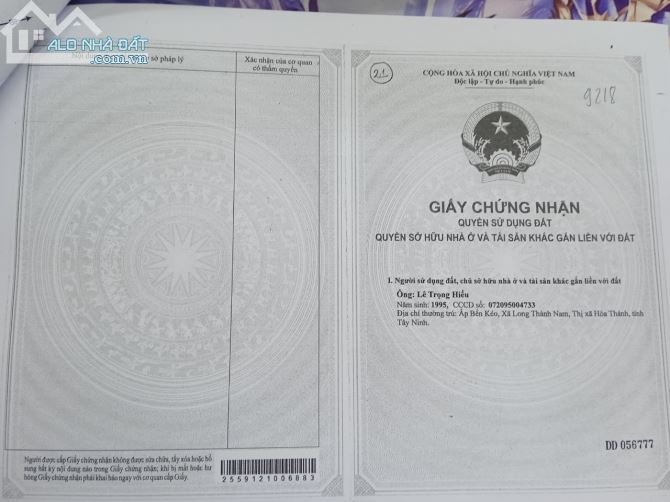 ALO NHÀ ĐẤT
.com.vn
sở pháp lý
Xác nhận của cơ quan
có thẩm quyền
Người được cấp Giấy chứng nhận không được sửa chữa, tẩy xóa hoặc bổ
sung bất kỳ nội dung nào trong Giấy chứng nhận; khi bị mất hoặc hư
hỏng Giấy chứng nhận phải khai báo ngay với cơ quan cấp Giấy.
2559121006883
21
CỘNG HÒA XÃ HỘI CHỦ NGHĨA VIỆT NAM
Độc lập - Tự do - Hạnh phúc
9218
GIẤY CHỨNG NHẬN
QUYỀN SỬ DỤNG ĐẤT
QUYỀN SỞ HỮU NHÀ Ở VÀ TÀI SẢN KHÁC GẮN LIỀN VỚI ĐẤT
I. Người sử dụng đất, chủ sở hữu nhà ở và tài sản khác gắn liền với đất
Ông: Lê Trọng Hiếu
Năm sinh: 1995, CCCD số: 072095004733
Địa chỉ thường trú: Ấp Bến Kéo, Xã Long Thành Nam, Thị xã Hòa Thành, tỉnh
Tây Ninh.
DD 056777